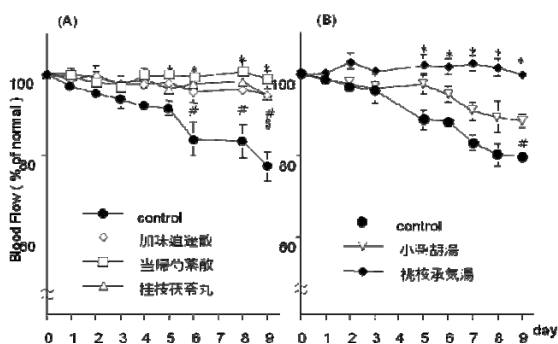 (A)
(B)
Blood Flow ( % of normal )
100
80
60
control
加味逍遥散
当帰芍薬散
桂枝茯苓丸
0 1 2 3 4 5 6 7 8 9
100
80
60
control
小柴胡湯
桃核承気湯
0 1 2 3 4 5 6 7 8 9 day
* * * *
# # #
* * * * *
#